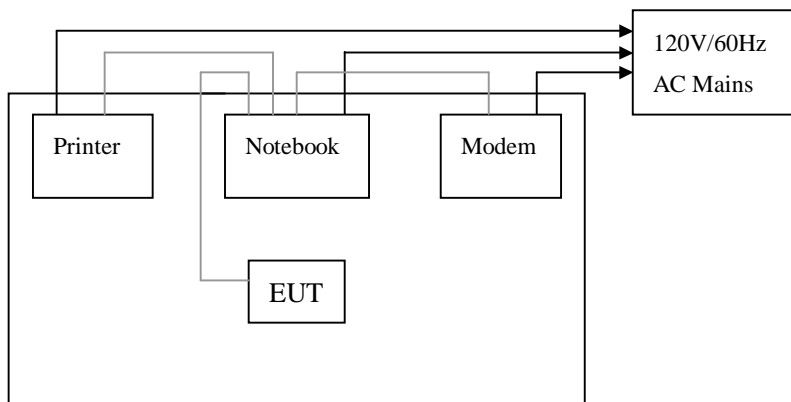 120V/60Hz
AC Mains
Printer
Notebook
Modem
EUT